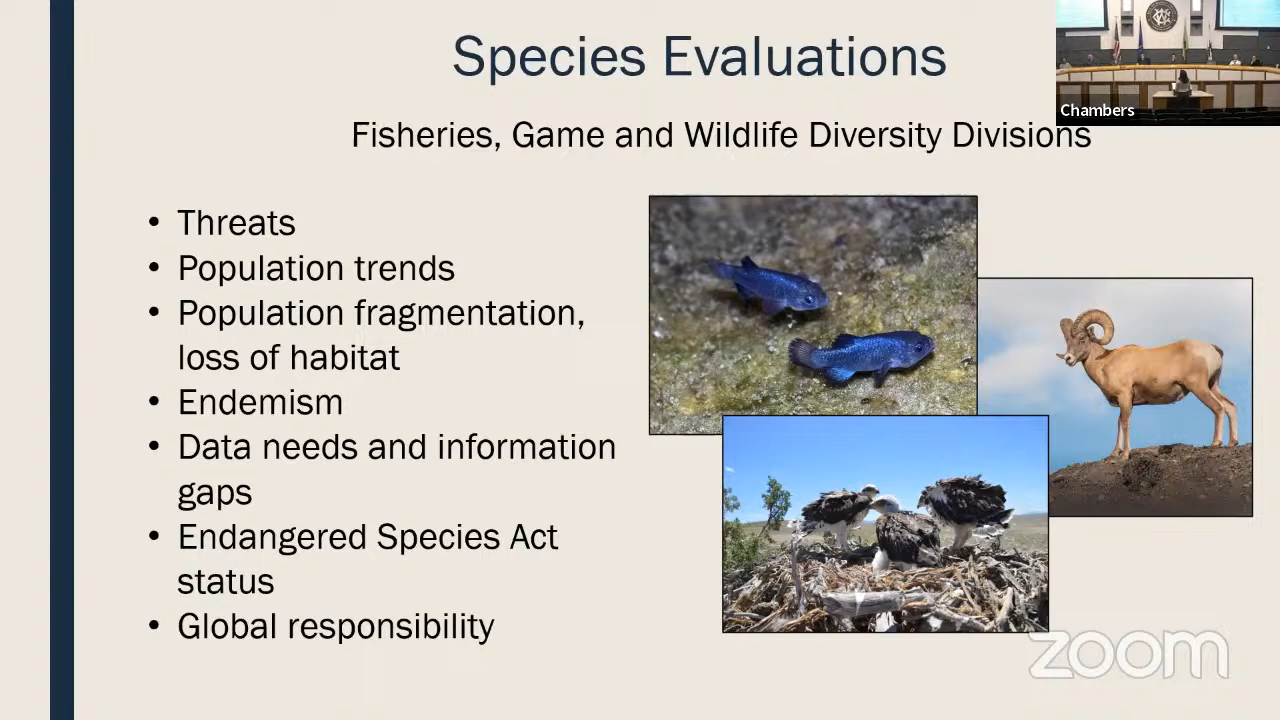 Species Evaluations
Chambers
Fisheries, Game and Wildlife Diversity Divisions
• Threats
• Population trends
• Population fragmentation,
loss of habitat
• Endemism
• Data needs and information
gaps
• Endangered Species Act
status
• Global responsibility
zoom